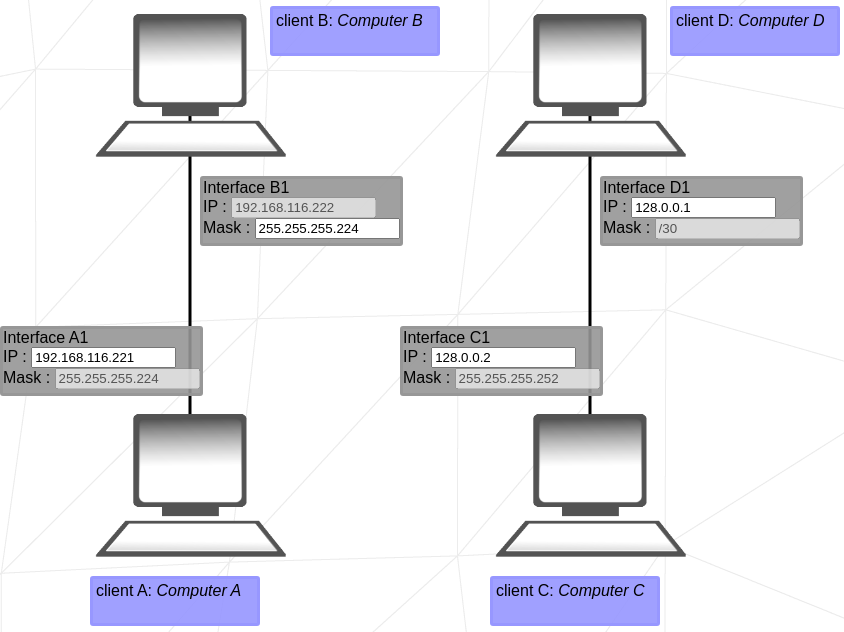 client B: Computer B
client D: Computer D
Interface B1
IP : 192.168.116.222
Mask : 255.255.255.224
Interface D1
IP : 128.0.0.1
Mask : /30
Interface A1
IP : 192.168.116.221
Mask : 255.255.255.224
Interface C1
IP : 128.0.0.2
Mask : 255.255.255.252
client A: Computer A
client C: Computer C